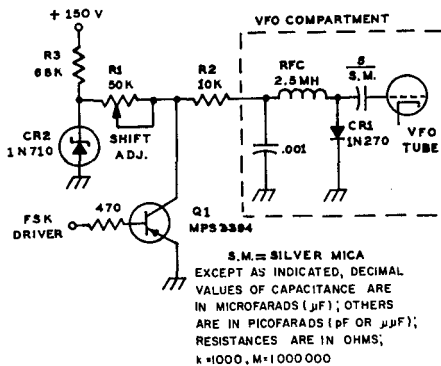 + 150 V
VFO COMPARTMENT
R3
68K
R1
50K
R2
10K
RFC
2.5MH
5
S.M.
CR2
1N710
SHIFT
ADJ.
.001
CR1
1N270
VFO
TUBE
FSK
DRIVER
470
Q1
MPS3394
S.M.= SILVER MICA
EXCEPT AS INDICATED, DECIMAL
VALUES OF CAPACITANCE ARE
IN MICROFARADS (µF); OTHERS
ARE IN PICOFARADS (pF OR µµF);
RESISTANCES ARE IN OHMS;
k =1000, M=1000000